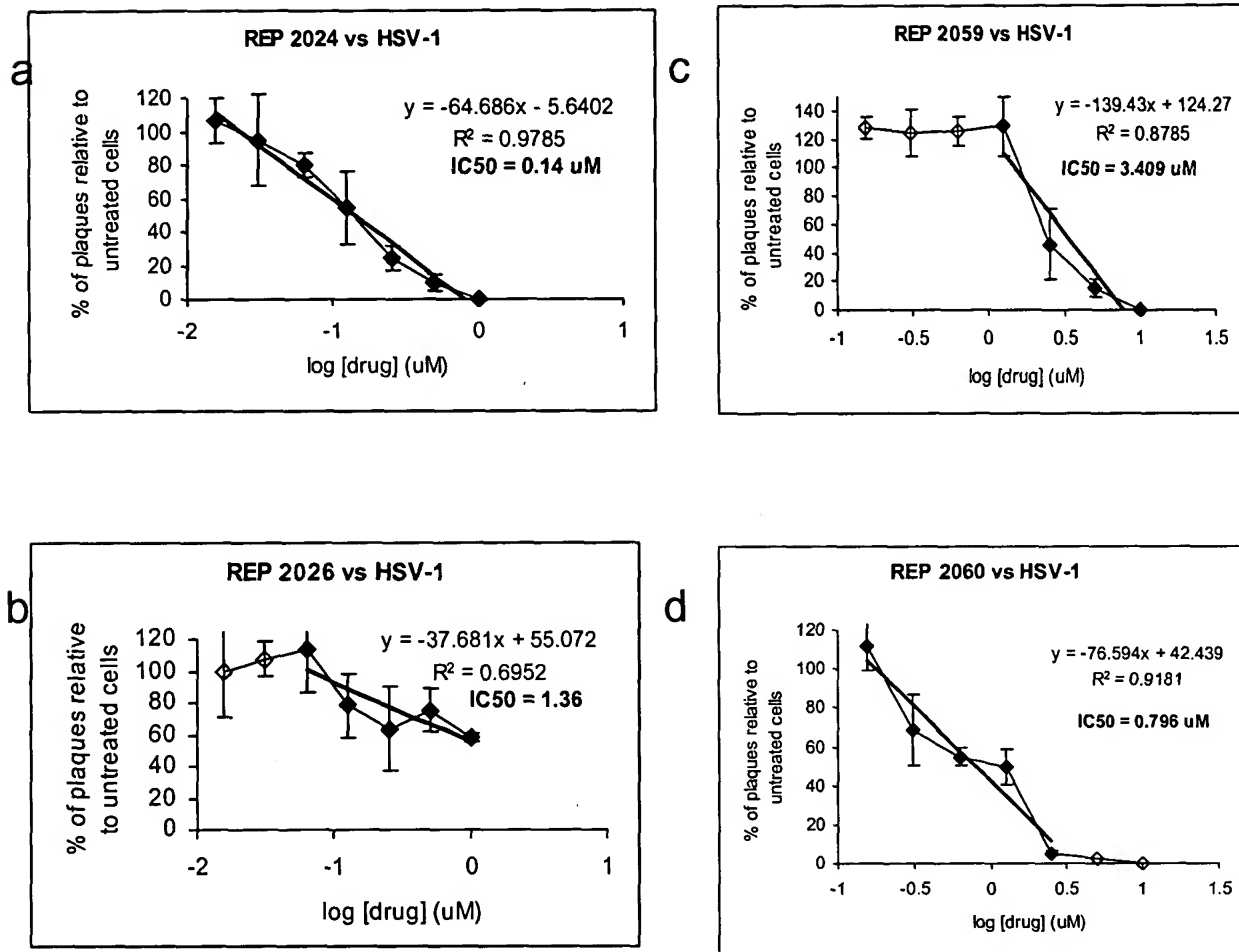 a
REP 2024 vs HSV-1
% of plaques relative to
untreated cells
120
100
80
60
40
20
0
y = -64.686x - 5.6402
R² = 0.9785
IC50 = 0.14 uM
-2 -1 0 1
log [drug] (uM)
c
REP 2059 vs HSV-1
% of plaques relative to
untreated cells
140
120
100
80
60
40
20
0
y = -139.43x + 124.27
R² = 0.8785
IC50 = 3.409 uM
-1 -0.5 0 0.5 1 1.5
log [drug] (uM)
b
REP 2026 vs HSV-1
% of plaques relative
to untreated cells
120
100
80
60
40
20
0
y = -37.681x + 55.072
R² = 0.6952
IC50 = 1.36
-2 -1 0 1
log [drug] (uM)
d
REP 2060 vs HSV-1
% of plaques relative to
untreated cells
120
100
80
60
40
20
0
y = -76.594x + 42.439
R² = 0.9181
IC50 = 0.796 uM
-1 -0.5 0 0.5 1 1.5
log [drug] (uM)